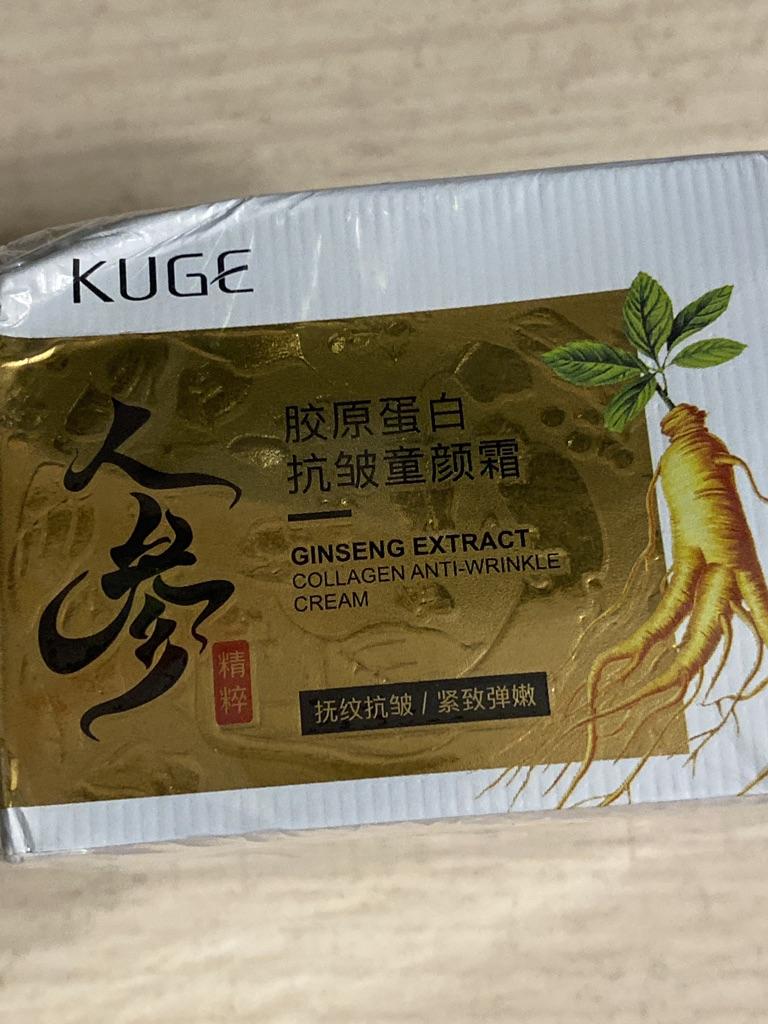 KUGE
人参
精粹
胶原蛋白
抗皱童颜霜
GINSENG EXTRACT
COLLAGEN ANTI-WRINKLE
CREAM
抚纹抗皱 / 紧致弹嫩